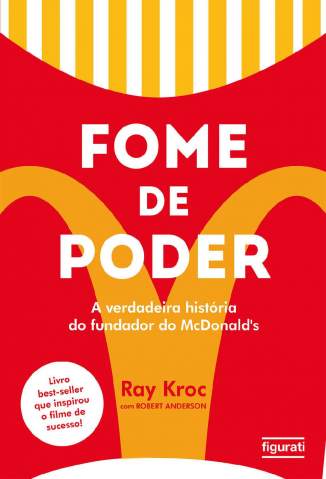 FOME
DE
PODER
A verdadeira história
do fundador do McDonald's
Livro
best-seller
que inspirou
o filme de
sucesso!
Ray Kroc
com ROBERT ANDERSON
figurati